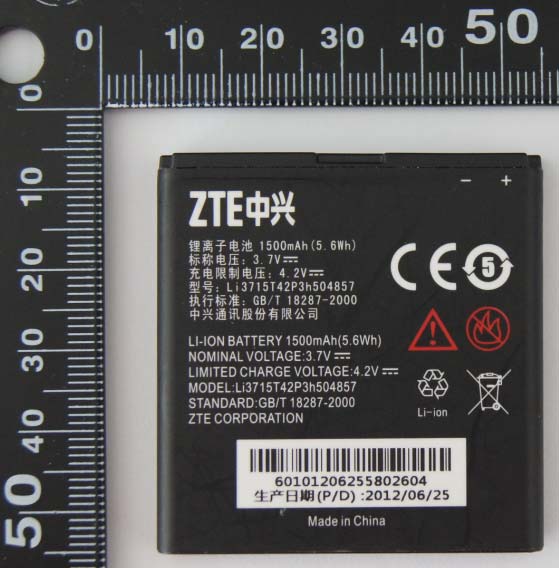 0 10 20 30 40 50
0
10
20
30
40
50
- +
ZTE中兴
锂离子电池 1500mAh(5.6Wh)
标称电压: 3.7V⎓
充电限制电压: 4.2V⎓
型号: Li3715T42P3h504857
执行标准: GB/T 18287-2000
中兴通讯股份有限公司
CE 5
LI-ION BATTERY 1500mAh(5.6Wh)
NOMINAL VOLTAGE:3.7V⎓
LIMITED CHARGE VOLTAGE:4.2V⎓
MODEL:Li3715T42P3h504857
STANDARD:GB/T 18287-2000
ZTE CORPORATION
Li-ion
60101206255802604
生产日期(P/D):2012/06/25
Made in China